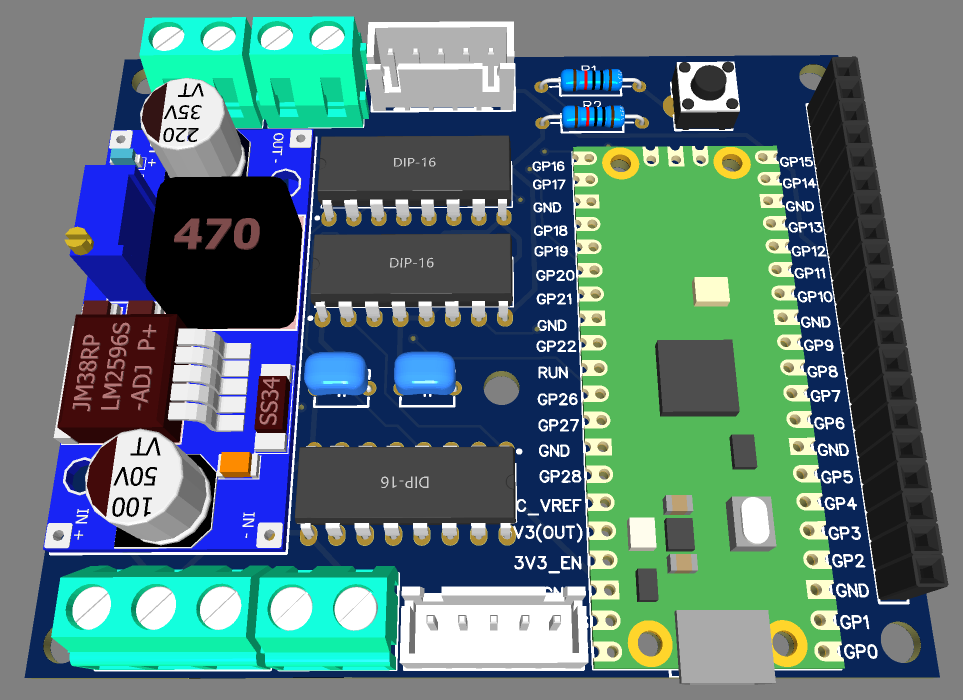 VT
35V
220
OUT -
+
470
JM38RP
LM2596S
-ADJ P+
SS34
VT
50V
100
+ IN
- IN
DIP-16
DIP-16
DIP-16
R1
R2
GP16
GP17
GND
GP18
GP19
GP20
GP21
GND
GP22
RUN
GP26
GP27
GND
GP28
C_VREF
V3(OUT)
3V3_EN
GP15
GP14
GND
GP13
GP12
GP11
GP10
GND
GP9
GP8
GP7
GP6
GND
GP5
GP4
GP3
GP2
GND
GP1
GP0